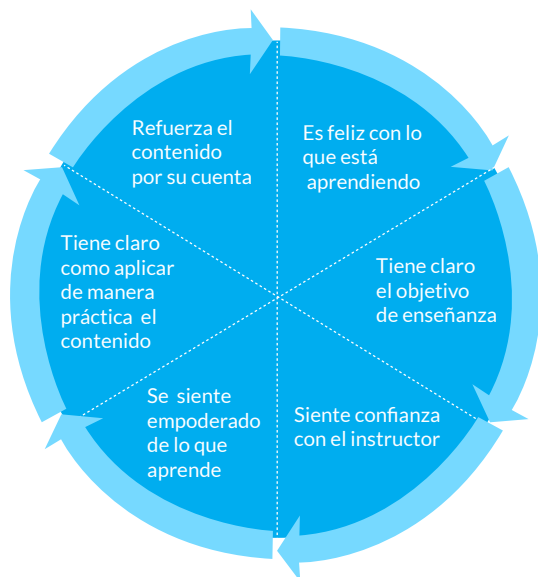 Es feliz con lo
que está
aprendiendo
Tiene claro
el objetivo
de enseñanza
Siente confianza
con el instructor
Se siente
empoderado
de lo que
aprende
Tiene claro
como aplicar
de manera
práctica el
contenido
Refuerza el
contenido
por su cuenta